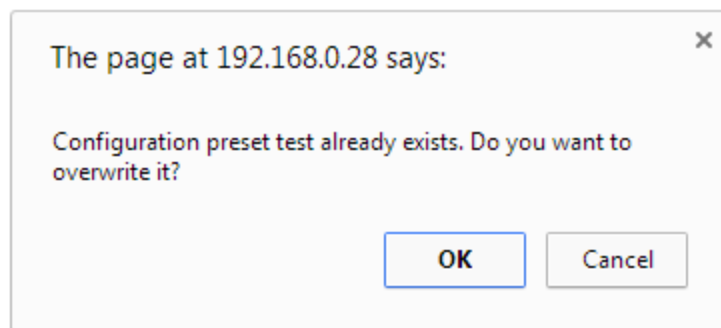 The page at 192.168.0.28 says:
Configuration preset test already exists. Do you want to
overwrite it?
OK
Cancel